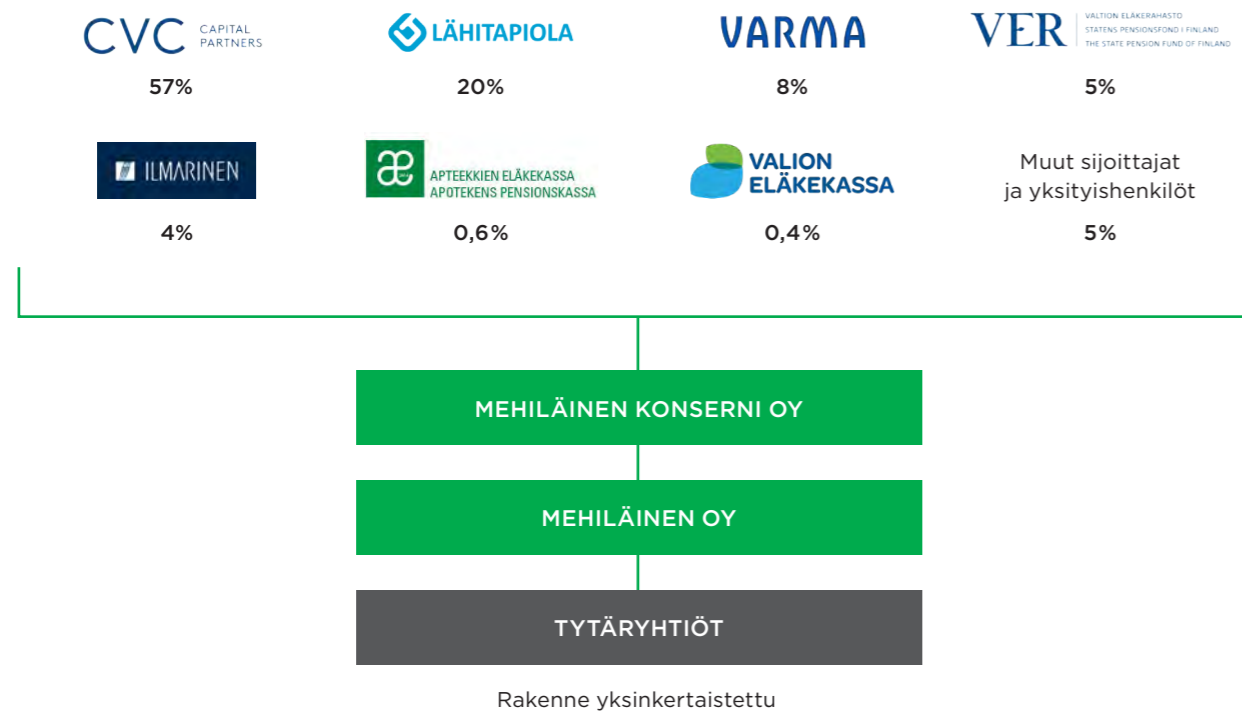 CVC CAPITAL
PARTNERS
57%
LÄHITAPIOLA
20%
VARMA
8%
VER
VALTION ELÄKERAHASTO
STATENS PENSIONSFOND I FINLAND
THE STATE PENSION FUND OF FINLAND
5%
ILMARINEN
4%
æ
APTEEKKIEN ELÄKEKASSA
APOTEKENS PENSIONSKASSA
0,6%
VALION
ELÄKEKASSA
0,4%
Muut sijoittajat
ja yksityishenkilöt
5%
MEHILÄINEN KONSERNI OY
MEHILÄINEN OY
TYTÄRYHTIÖT
Rakenne yksinkertaistettu